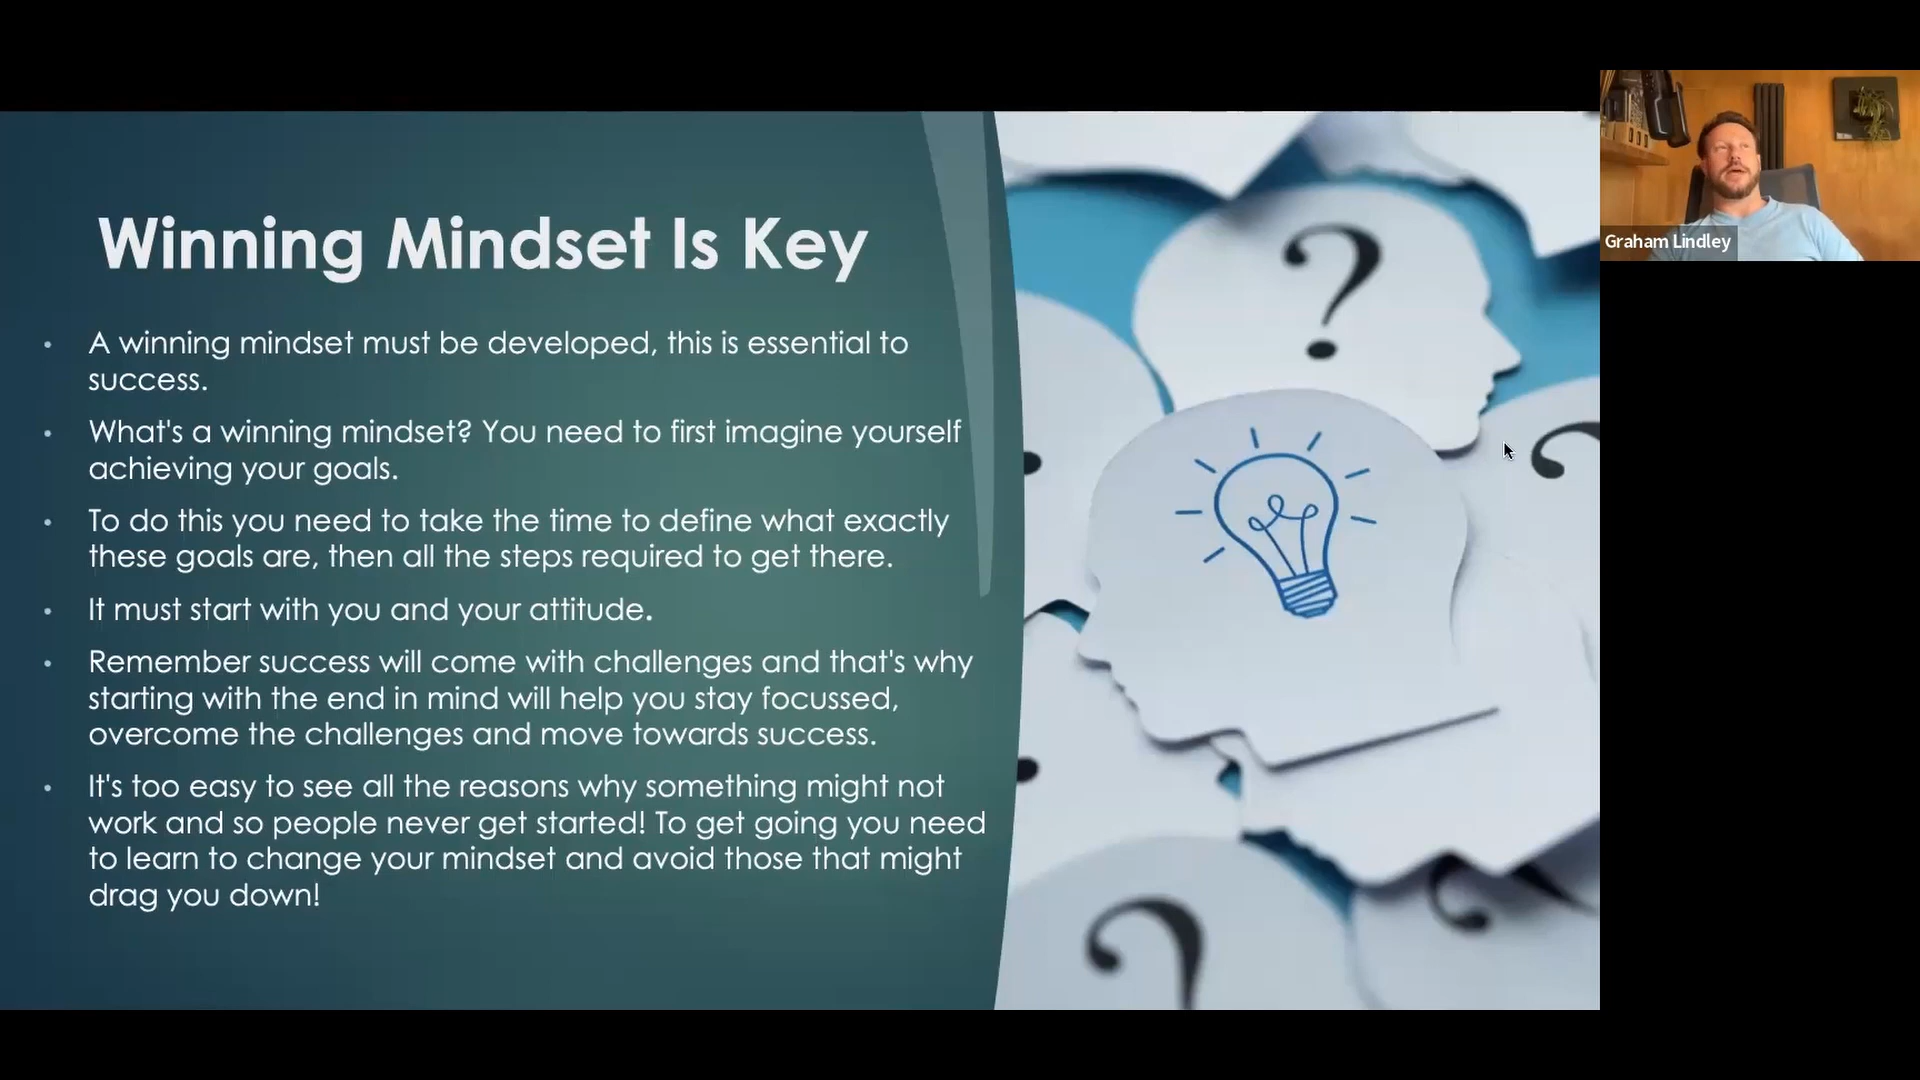 Winning Mindset Is Key
• A winning mindset must be developed, this is essential to
success.
• What's a winning mindset? You need to first imagine yourself
achieving your goals.
• To do this you need to take the time to define what exactly
these goals are, then all the steps required to get there.
• It must start with you and your attitude.
• Remember success will come with challenges and that's why
starting with the end in mind will help you stay focussed,
overcome the challenges and move towards success.
• It's too easy to see all the reasons why something might not
work and so people never get started! To get going you need
to learn to change your mindset and avoid those that might
drag you down!
?
?
?
?
Graham Lindley